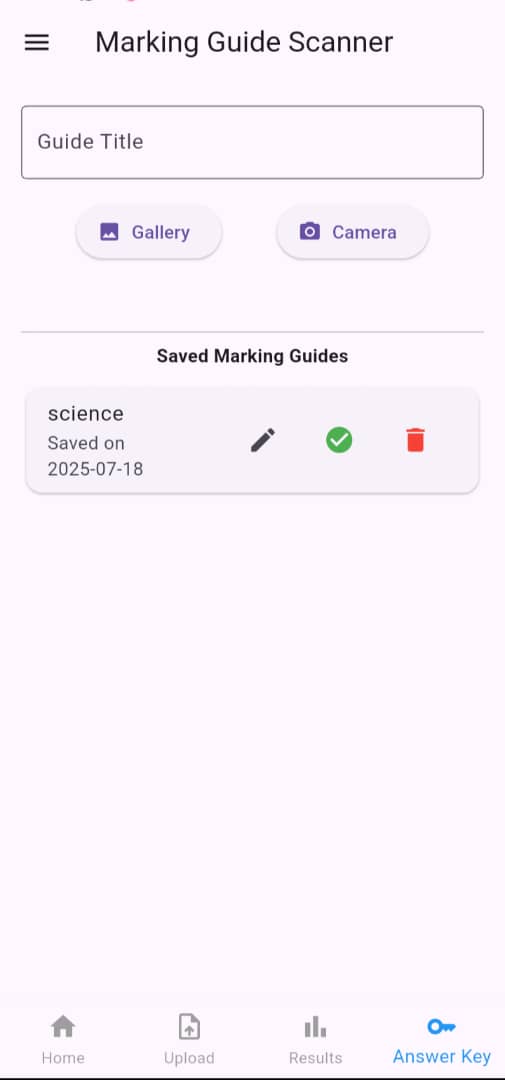 Marking Guide Scanner
Guide Title
Gallery
Camera
Saved Marking Guides
science
Saved on
2025-07-18
Home
Upload
Results
Answer Key